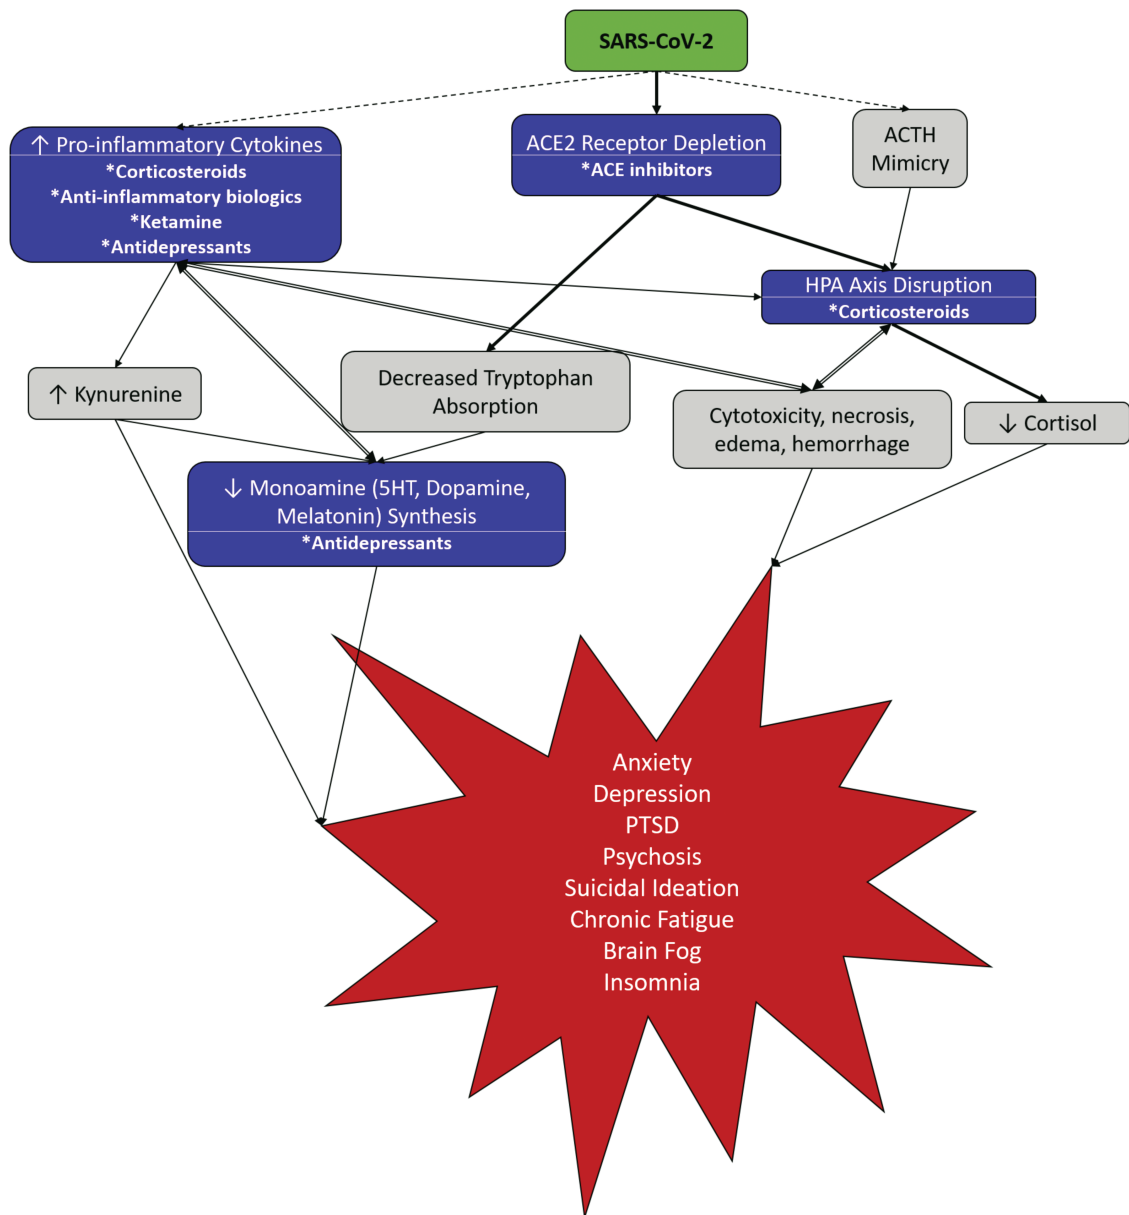 SARS-CoV-2
↑ Pro-inflammatory Cytokines
*Corticosteroids
*Anti-inflammatory biologics
*Ketamine
*Antidepressants
ACE2 Receptor Depletion
*ACE inhibitors
ACTH
Mimicry
HPA Axis Disruption
*Corticosteroids
↑ Kynurenine
Decreased Tryptophan
Absorption
Cytotoxicity, necrosis,
edema, hemorrhage
↓ Cortisol
↓ Monoamine (5HT, Dopamine,
Melatonin) Synthesis
*Antidepressants
Anxiety
Depression
PTSD
Psychosis
Suicidal Ideation
Chronic Fatigue
Brain Fog
Insomnia